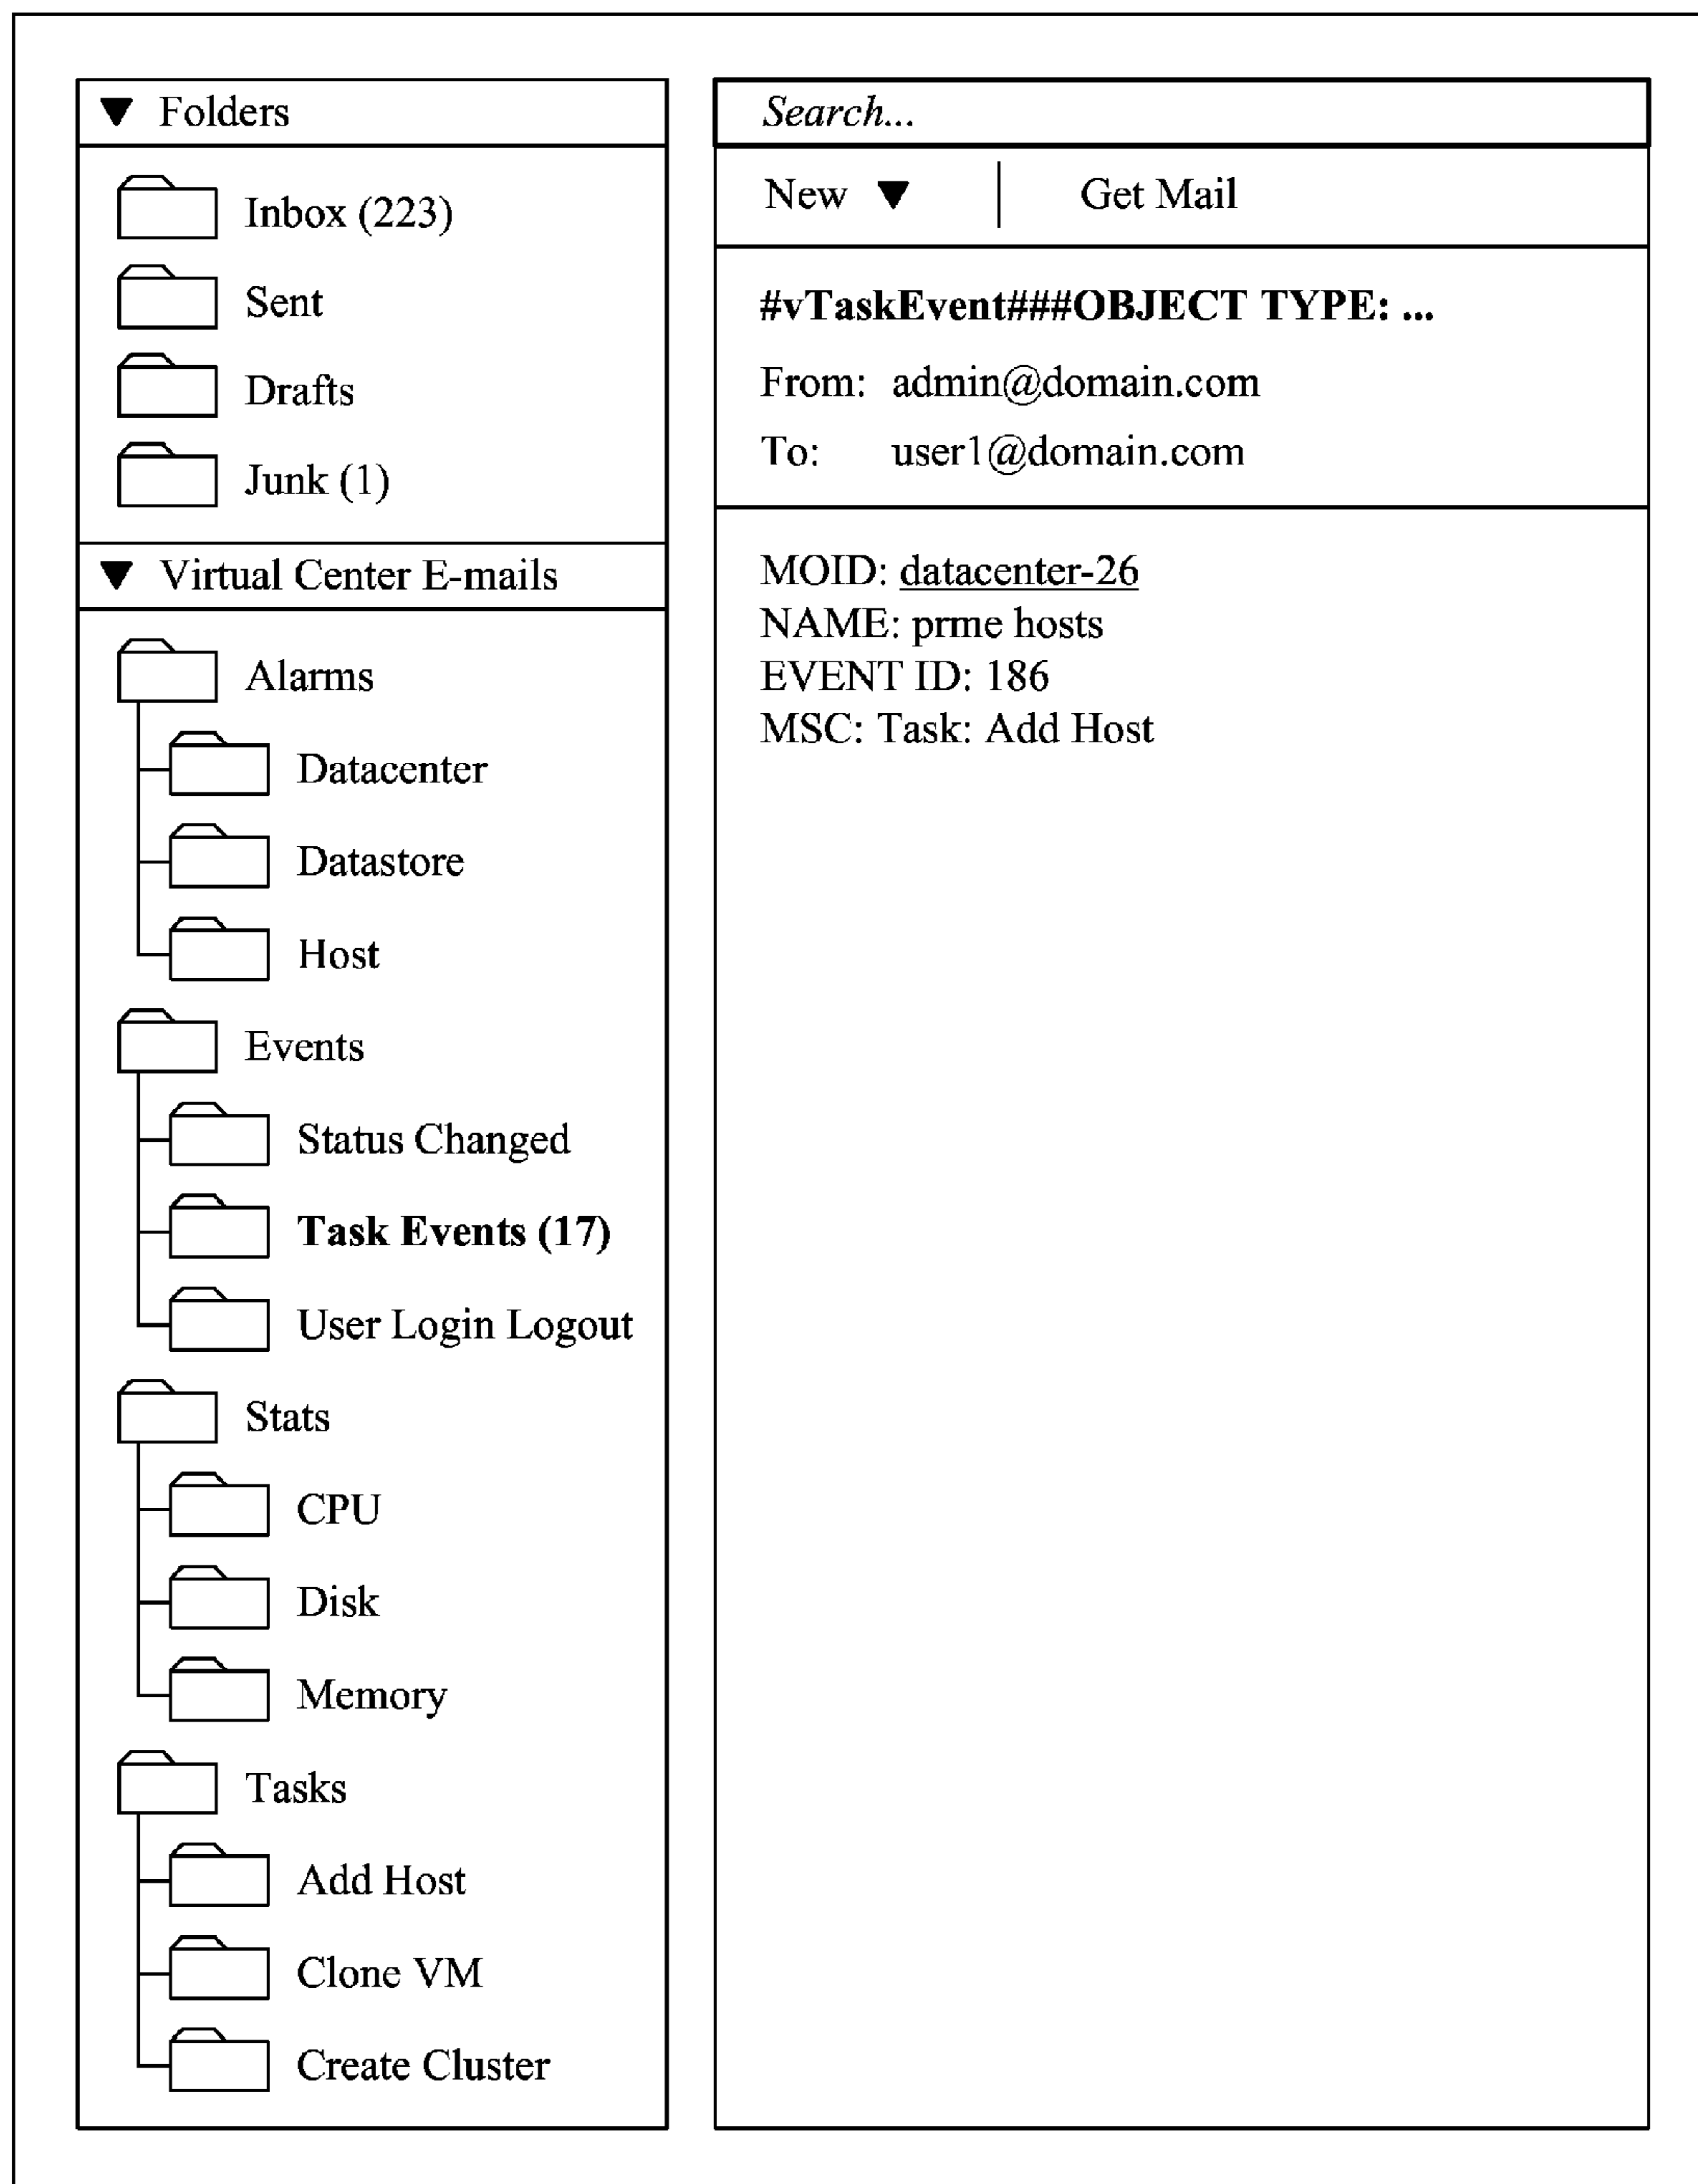 Folders
Inbox (223)
Sent
Drafts
Junk (1)
Virtual Center E-mails
Alarms
Datacenter
Datastore
Host
Events
Status Changed
Task Events (17)
User Login Logout
Stats
CPU
Disk
Memory
Tasks
Add Host
Clone VM
Create Cluster
Search...
New
Get Mail
#vTaskEvent###OBJECT TYPE: ...
From: admin@domain.com
To: user1@domain.com
MOID: datacenter-26
NAME: prme hosts
EVENT ID: 186
MSC: Task: Add Host